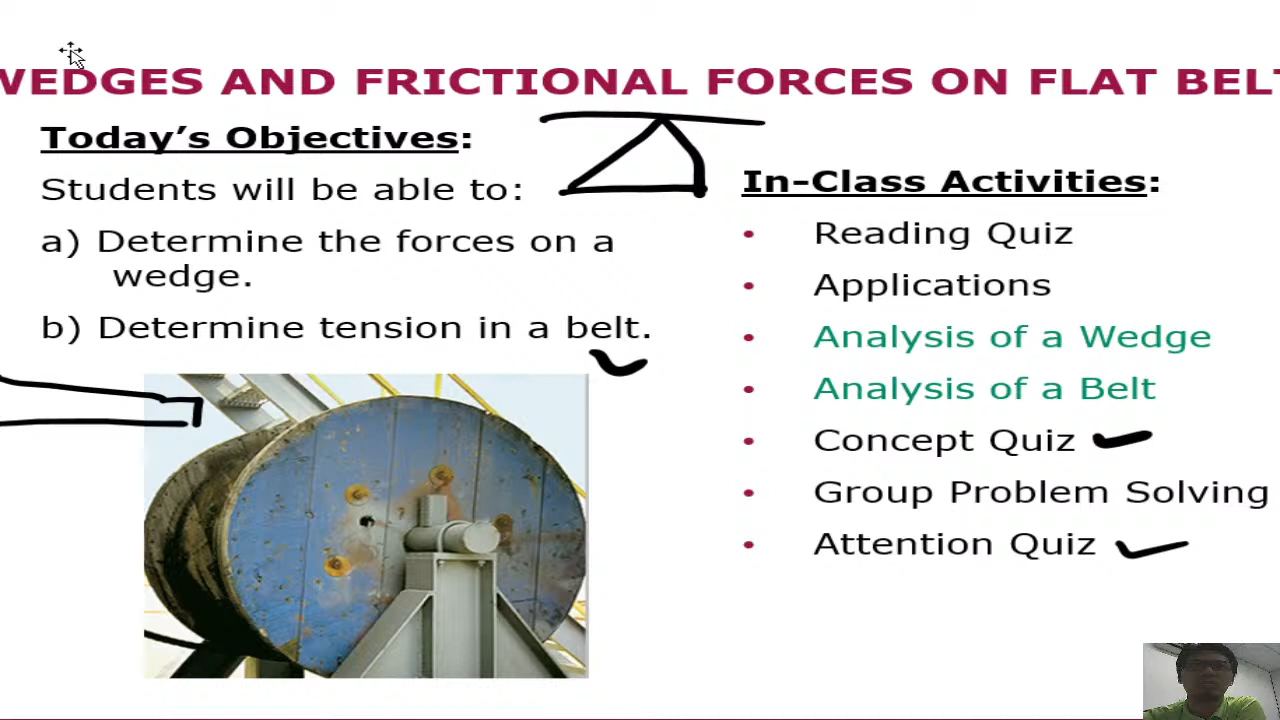 WEDGES AND FRICTIONAL FORCES ON FLAT BELT
Today's Objectives:
Students will be able to:
a) Determine the forces on a
wedge.
b) Determine tension in a belt.
In-Class Activities:
• Reading Quiz
• Applications
• Analysis of a Wedge
• Analysis of a Belt
• Concept Quiz
• Group Problem Solving
• Attention Quiz